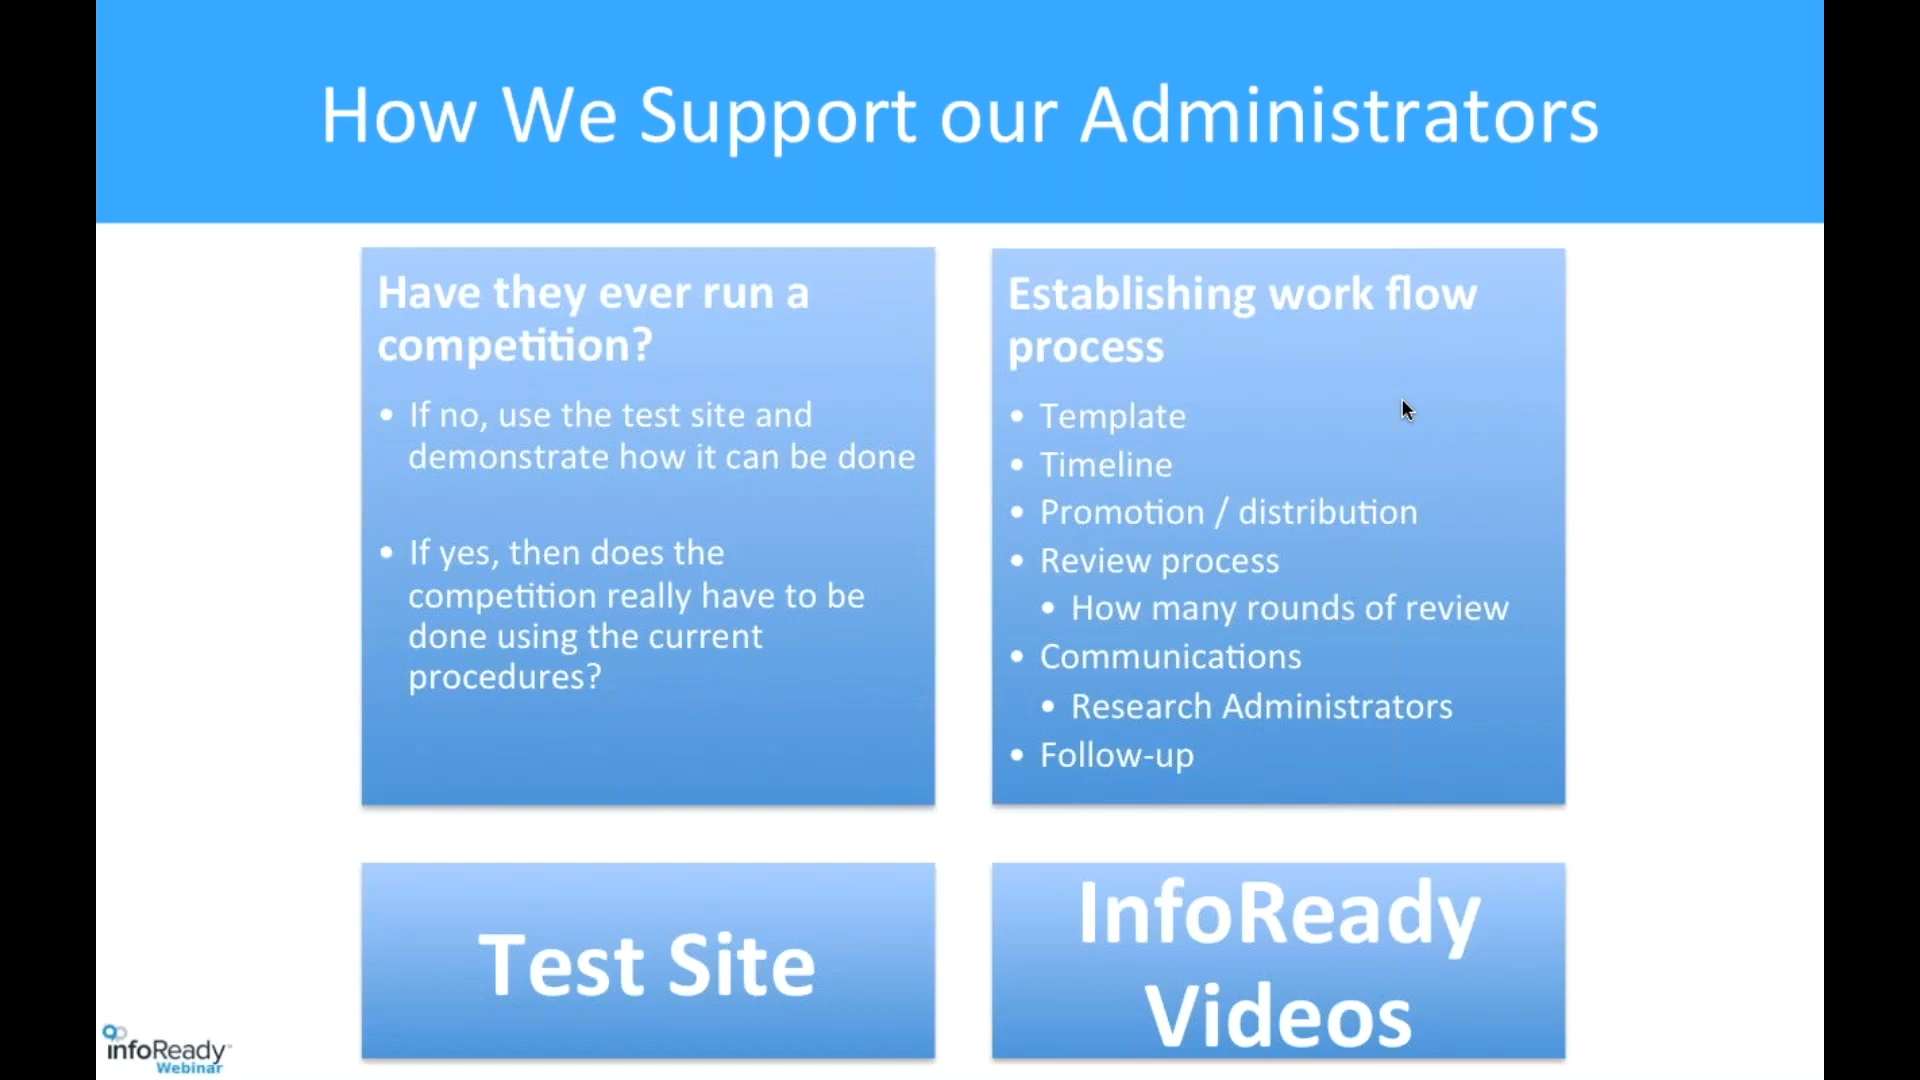 How We Support our Administrators
Have they ever run a
competition?
• If no, use the test site and
demonstrate how it can be done
• If yes, then does the
competition really have to be
done using the current
procedures?
Establishing work flow
process
• Template
• Timeline
• Promotion / distribution
• Review process
• How many rounds of review
• Communications
• Research Administrators
• Follow-up
Test Site
InfoReady
Videos
infoReady™
Webinar